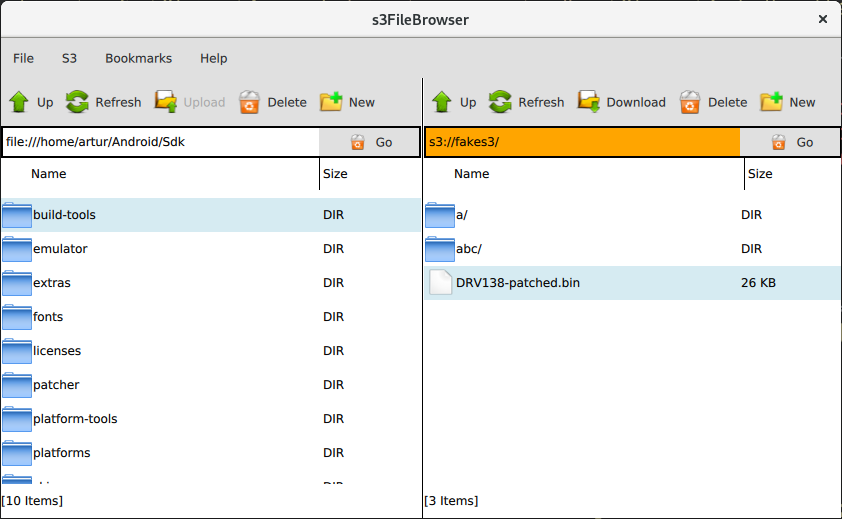 s3FileBrowser
File S3 Bookmarks Help
Up Refresh Upload Delete New
Up Refresh Download Delete New
file:///home/artur/Android/Sdk Go
s3://fakes3/ Go
Name Size
build-tools DIR
emulator DIR
extras DIR
fonts DIR
licenses DIR
patcher DIR
platform-tools DIR
platforms DIR
[10 Items]
Name Size
a/ DIR
abc/ DIR
DRV138-patched.bin 26 KB
[3 Items]